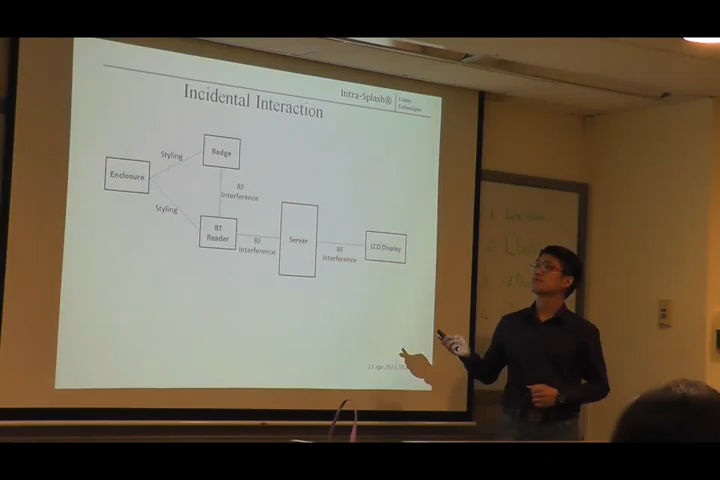 Intra-Splash®
Incidental Interaction
Badge
Styling
Enclosure
RF
Interference
Styling
BT
Reader
RF
Interference
Server
RF
Interference
LCD Display